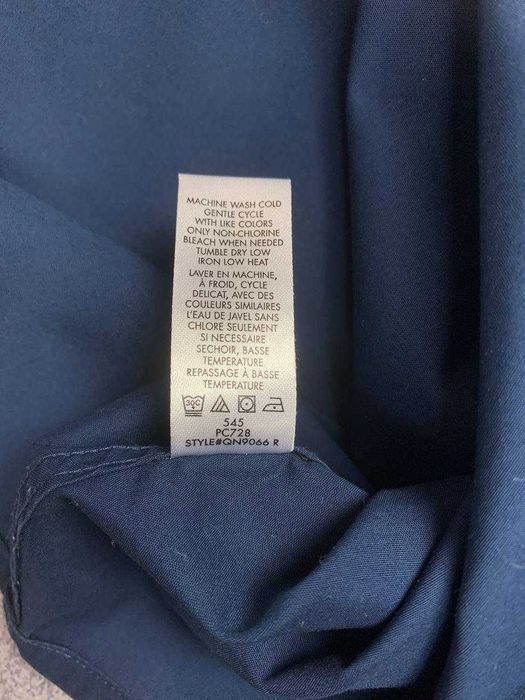 MACHINE WASH COLD
GENTLE CYCLE
WITH LIKE COLORS
ONLY NON-CHLORINE
BLEACH WHEN NEEDED
TUMBLE DRY LOW
IRON LOW HEAT
LAVER EN MACHINE,
À FROID, CYCLE
DELICAT, AVEC DES
COULEURS SIMILAIRES
L'EAU DE JAVEL SANS
CHLORE SEULEMENT
SI NECESSAIRE
SECHOIR, BASSE
TEMPERATURE
REPASSAGE À BASSE
TEMPERATURE
30C
545
PC728
STYLE#QN9066 R